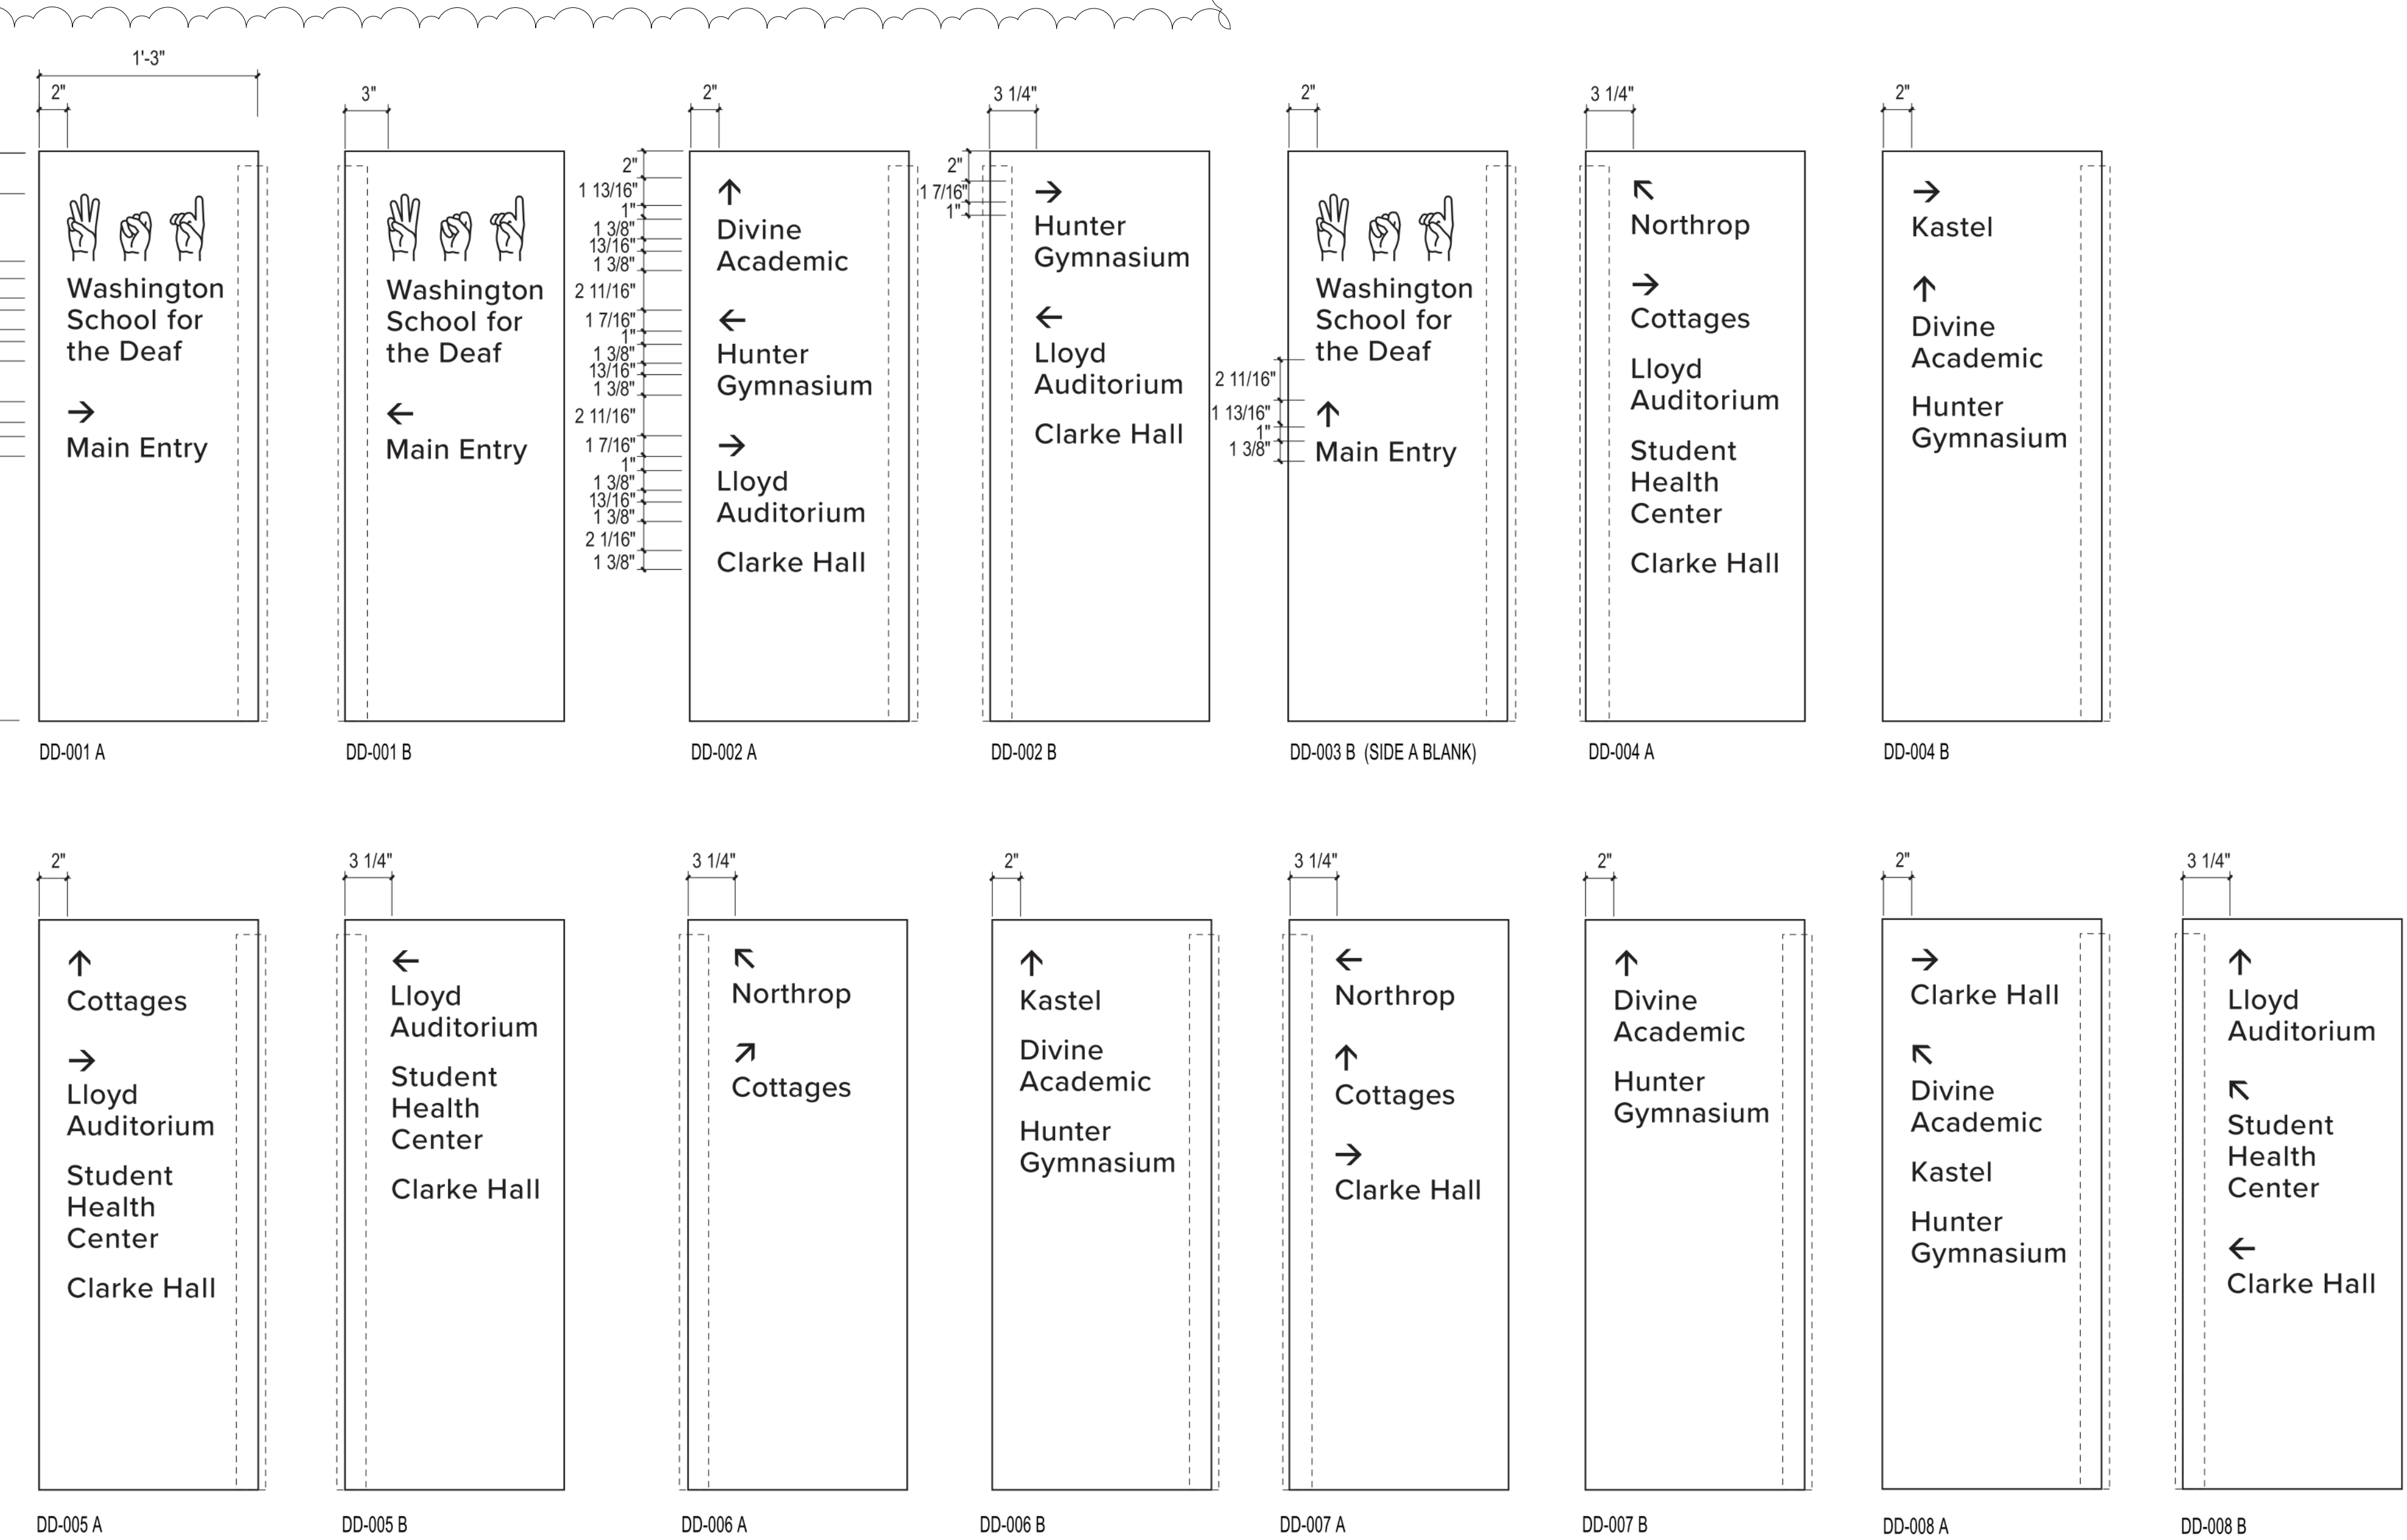 1'-3"
2"
3"
2"
3 1/4"
2"
3 1/4"
2"
Washington
School for
the Deaf
→
Main Entry
DD-001 A
Washington
School for
the Deaf
←
Main Entry
DD-001 B
2"
1 13/16"
1"
1 3/8"
13/16"
1 3/8"
2 11/16"
1 7/16"
1"
1 3/8"
13/16"
1 3/8"
2 11/16"
1 7/16"
1"
1 3/8"
13/16"
1 3/8"
2 1/16"
1 3/8"
↑
Divine
Academic
←
Hunter
Gymnasium
→
Lloyd
Auditorium
Clarke Hall
DD-002 A
2"
1 7/16"
1"
→
Hunter
Gymnasium
←
Lloyd
Auditorium
Clarke Hall
DD-002 B
2 11/16"
1 13/16"
1"
1 3/8"
Washington
School for
the Deaf
↑
Main Entry
DD-003 B (SIDE A BLANK)
↖
Northrop
→
Cottages
Lloyd
Auditorium
Student
Health
Center
Clarke Hall
DD-004 A
→
Kastel
↑
Divine
Academic
Hunter
Gymnasium
DD-004 B
2"
↑
Cottages
→
Lloyd
Auditorium
Student
Health
Center
Clarke Hall
DD-005 A
3 1/4"
←
Lloyd
Auditorium
Student
Health
Center
Clarke Hall
DD-005 B
3 1/4"
↖
Northrop
↗
Cottages
DD-006 A
2"
↑
Kastel
Divine
Academic
Hunter
Gymnasium
DD-006 B
3 1/4"
←
Northrop
↑
Cottages
→
Clarke Hall
DD-007 A
2"
↑
Divine
Academic
Hunter
Gymnasium
DD-007 B
2"
→
Clarke Hall
↖
Divine
Academic
Kastel
Hunter
Gymnasium
DD-008 A
3 1/4"
↑
Lloyd
Auditorium
↖
Student
Health
Center
←
Clarke Hall
DD-008 B